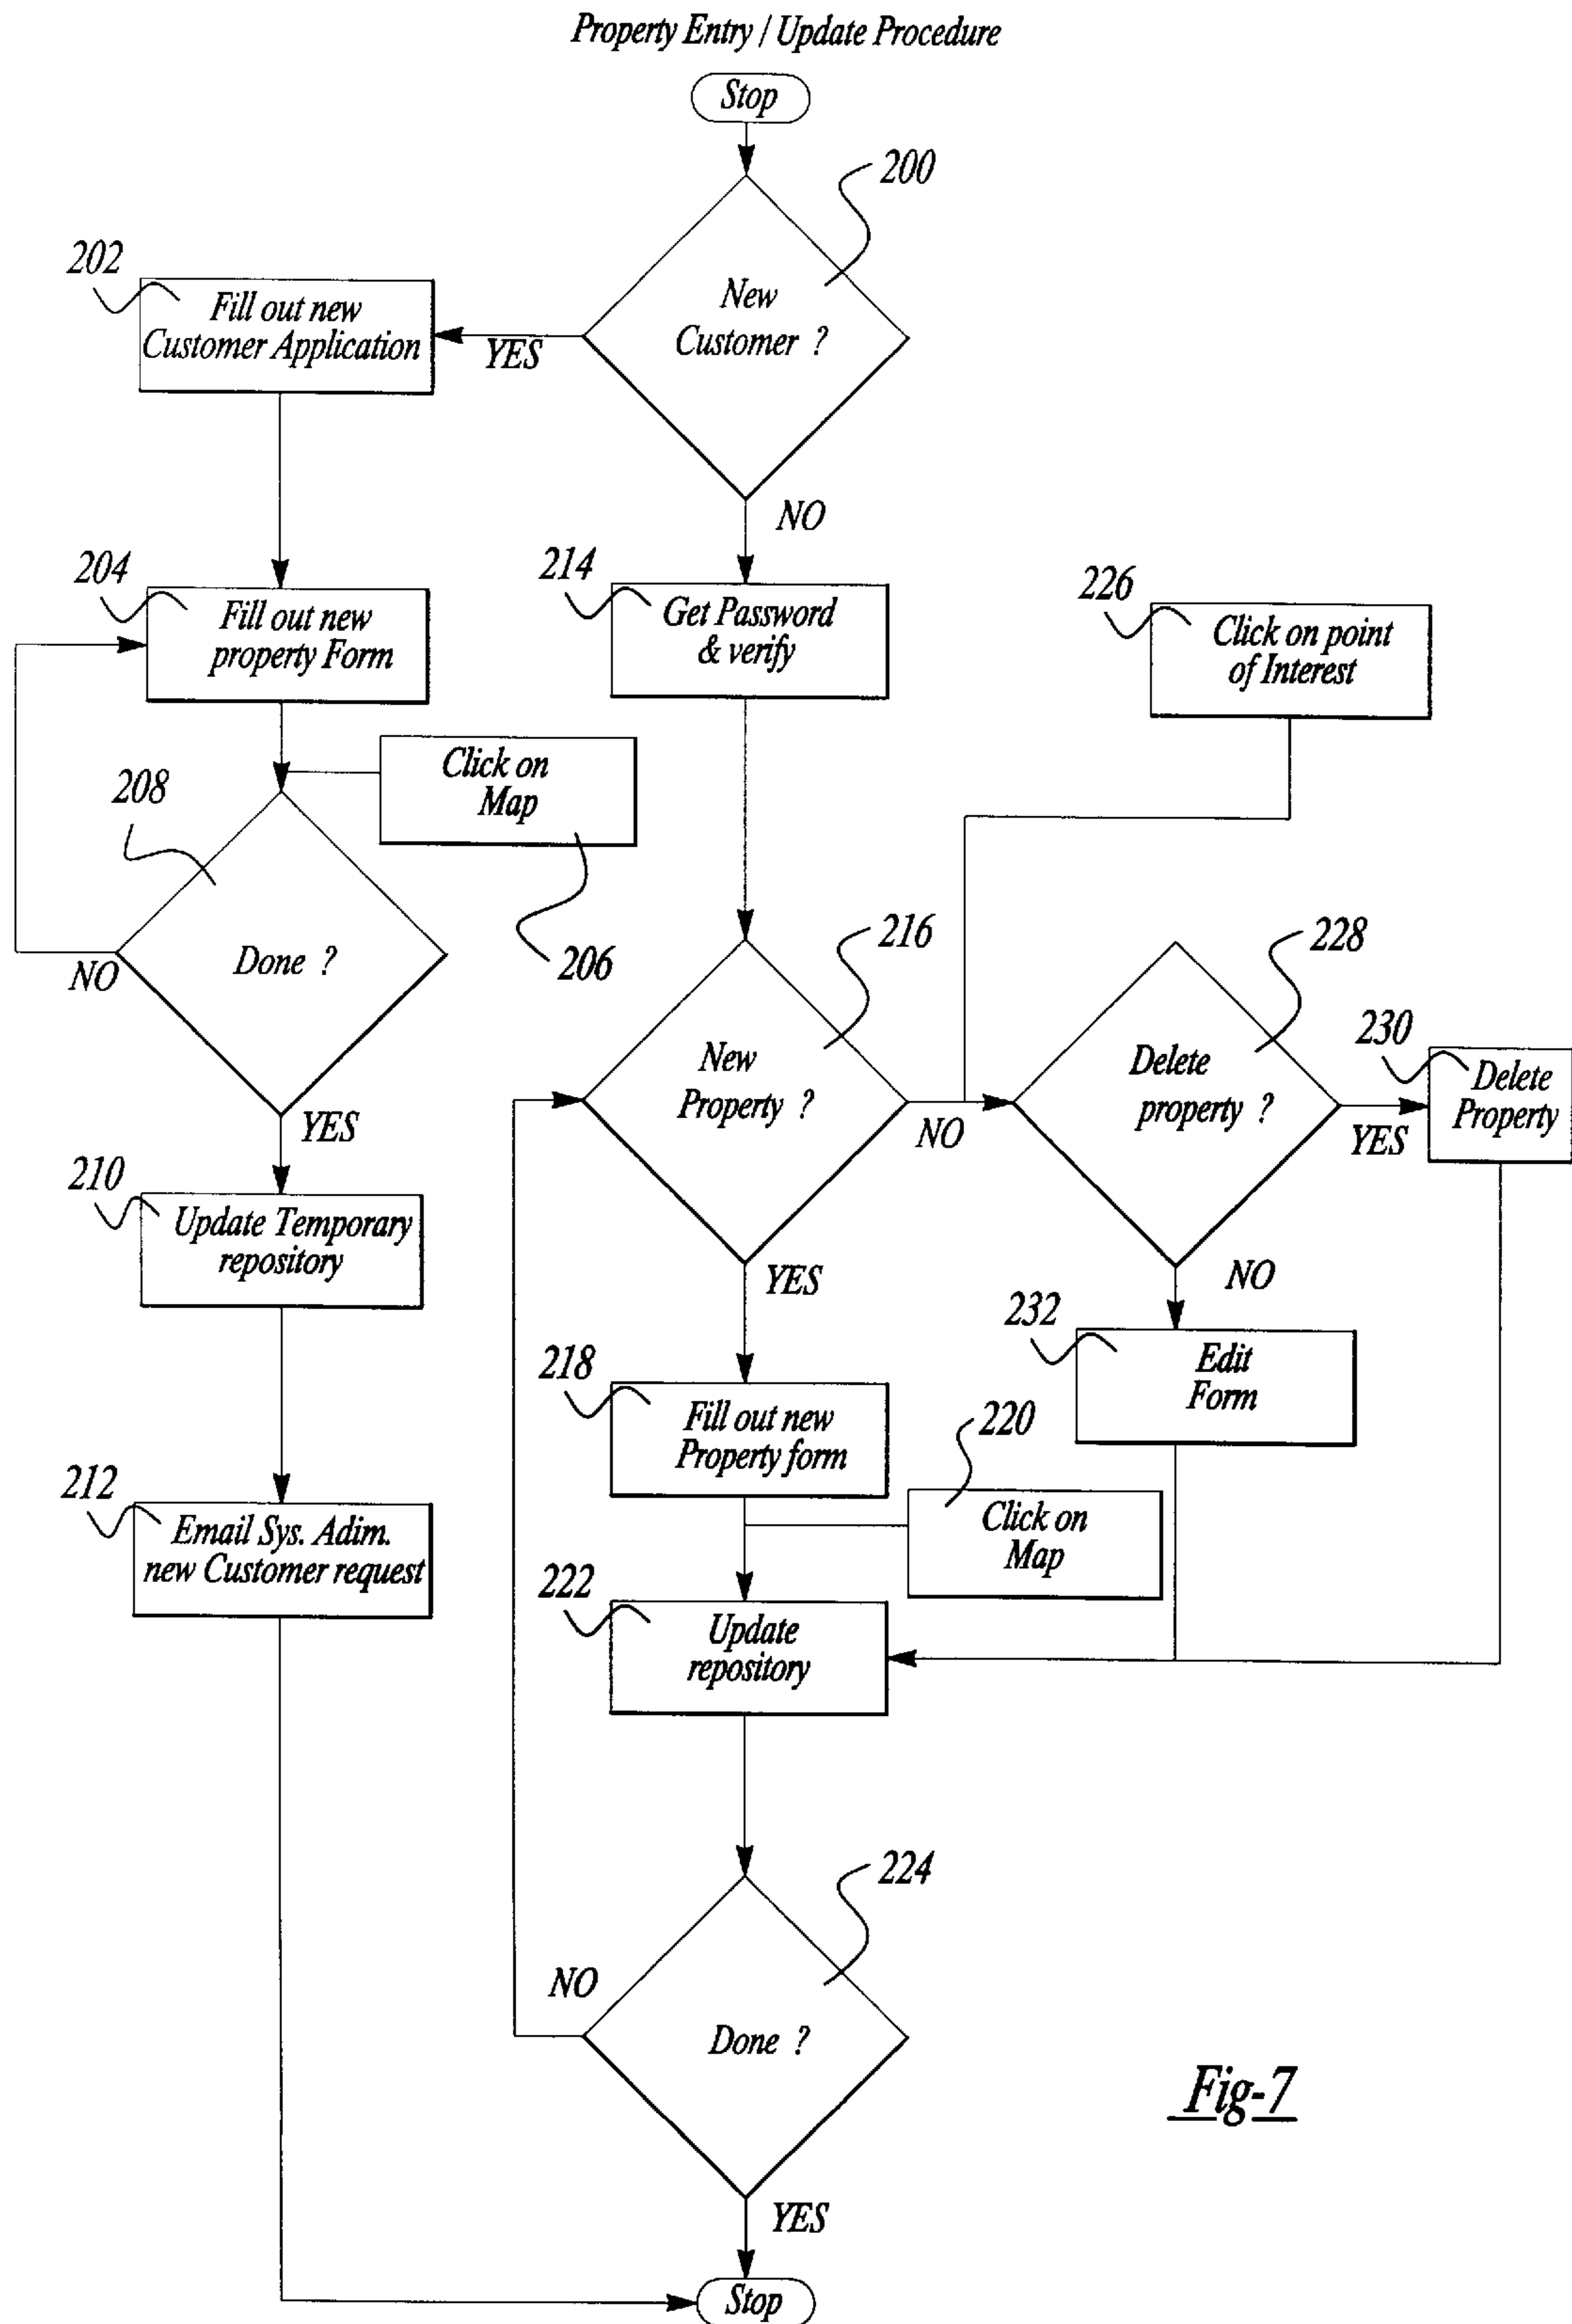 Property Entry / Update Procedure
Stop
200
New
Customer ?
YES
NO
202
Fill out new
Customer Application
204
Fill out new
property Form
Click on
Map
206
208
Done ?
NO
YES
210
Update Temporary
repository
212
Email Sys. Adim.
new Customer request
214
Get Password
& verify
216
New
Property ?
NO
YES
226
Click on point
of Interest
228
Delete
property ?
YES
NO
230
Delete
Property
232
Edit
Form
218
Fill out new
Property form
220
Click on
Map
222
Update
repository
224
Done ?
NO
YES
Stop
Fig-7